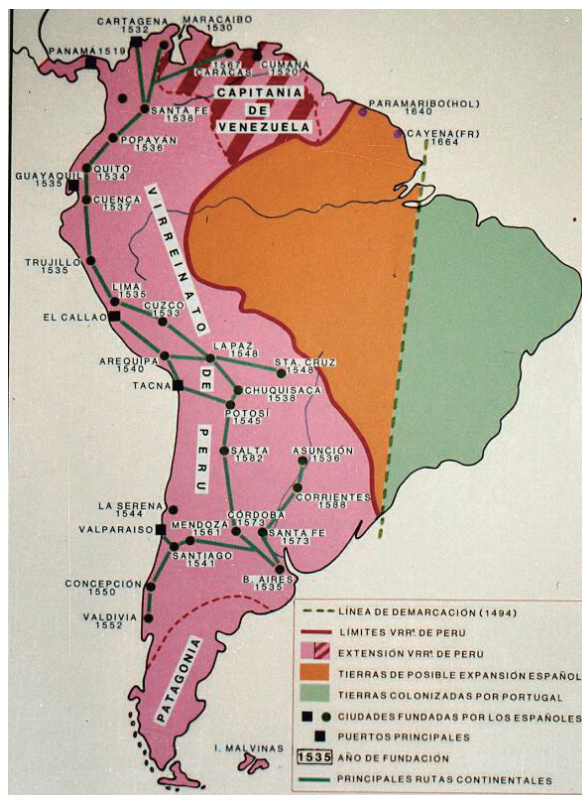 CARTAGENA
1532
MARACAIBO
1530
PANAMÁ 1519
1567
CARACAS
CUMANÁ
1520
CAPITANIA
DE
VENEZUELA
SANTA FE
1538
PARAMARIBO (HOL)
1640
CAYENA (FR)
1664
POPAYÁN
1536
QUITO
1534
GUAYAQUIL
1535
CUENCA
1537
VIRREINATO
DE
PERU
TRUJILLO
1535
LIMA
1535
CUZCO
1533
EL CALLAO
LA PAZ
1548
AREQUIPA
1540
STA. CRUZ
1548
TACNA
CHUQUISACA
1538
POTOSÍ
1545
SALTA
1582
ASUNCIÓN
1536
CORRIENTES
1588
LA SERENA
1544
VALPARAISO
MENDOZA
1561
CÓRDOBA
1573
SANTA FE
1573
SANTIAGO
1541
B. AIRES
1535
CONCEPCIÓN
1550
VALDIVIA
1552
PATAGONIA
I. MALVINAS
LÍNEA DE DEMARCACIÓN (1494)
LÍMITES VRRº. DE PERU
EXTENSIÓN VRRº. DE PERU
TIERRAS DE POSIBLE EXPANSIÓN ESPAÑOL
TIERRAS COLONIZADAS POR PORTUGAL
CIUDADES FUNDADAS POR LOS ESPAÑOLES
PUERTOS PRINCIPALES
1535 AÑO DE FUNDACIÓN
PRINCIPALES RUTAS CONTINENTALES